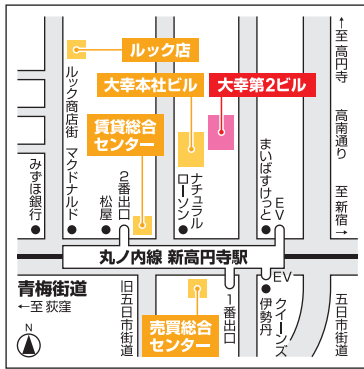 ルック店
大幸本社ビル
大幸第2ビル
賃貸総合
センター
ルック商店街
みずほ銀行
マクドナルド
松屋
2番出口
ナチュラル
ローソン
まいばすけっと
EV
←至高円寺
高南通り
至新宿→
丸ノ内線 新高円寺駅
青梅街道
←至 荻窪
旧五日市街道
売買総合
センター
1番出口
EV
クイーンズ
伊勢丹
五日市街道
N